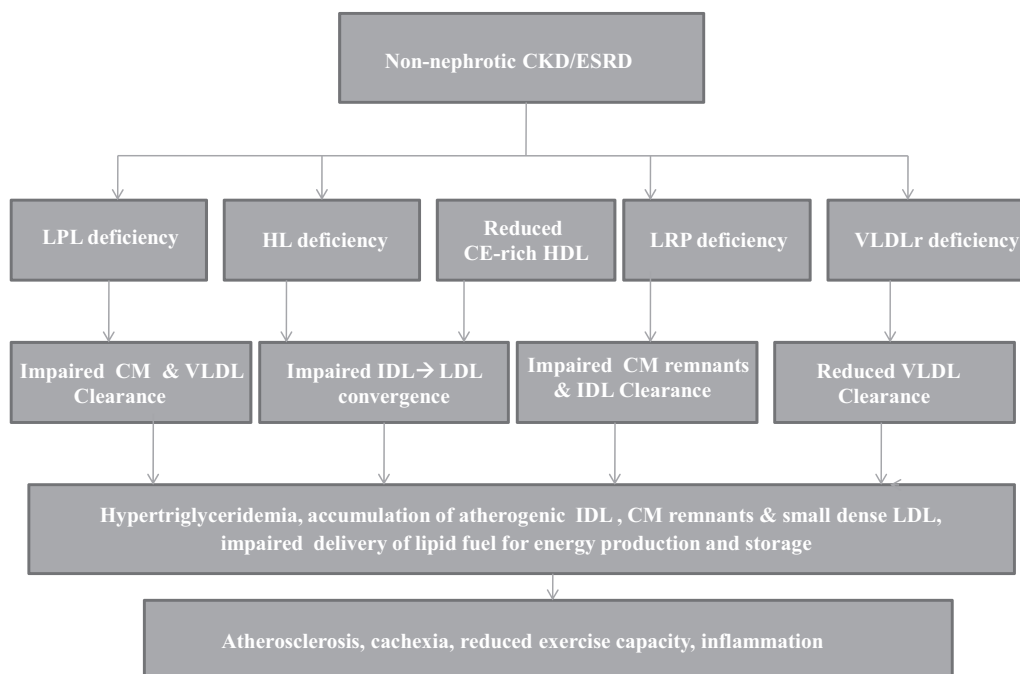 Non-nephrotic CKD/ESRD
LPL deficiency
HL deficiency
Reduced
CE-rich HDL
LRP deficiency
VLDLr deficiency
Impaired CM & VLDL
Clearance
Impaired IDL→ LDL
convergence
Impaired CM remnants
& IDL Clearance
Reduced VLDL
Clearance
Hypertriglyceridemia, accumulation of atherogenic IDL , CM remnants & small dense LDL,
impaired delivery of lipid fuel for energy production and storage
Atherosclerosis, cachexia, reduced exercise capacity, inflammation